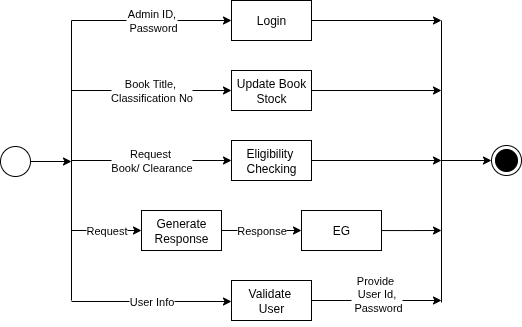 Admin ID,
Password
Login
Book Title,
Classification No
Update Book
Stock
Request
Book/ Clearance
Eligibility
Checking
Request
Generate
Response
Response
EG
User Info
Validate
User
Provide
User Id,
Password